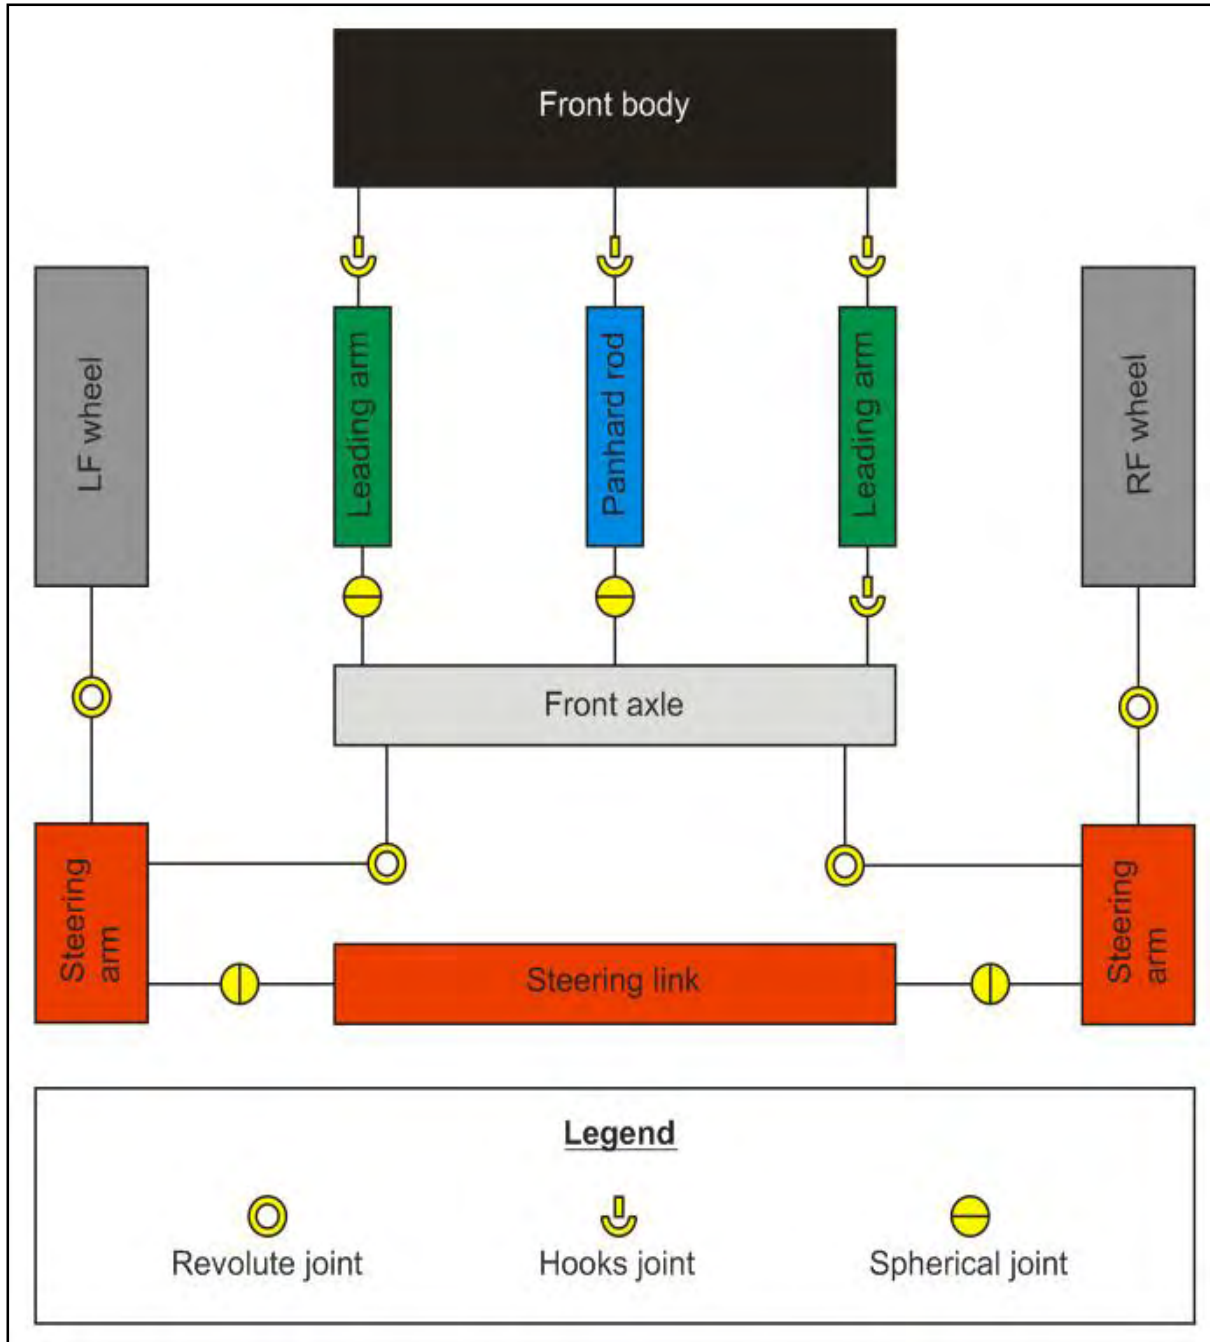 Front body
LF wheel
Leading arm
Panhard rod
Leading arm
RF wheel
Front axle
Steering
arm
Steering link
Steering
arm
Legend
Revolute joint
Hooks joint
Spherical joint